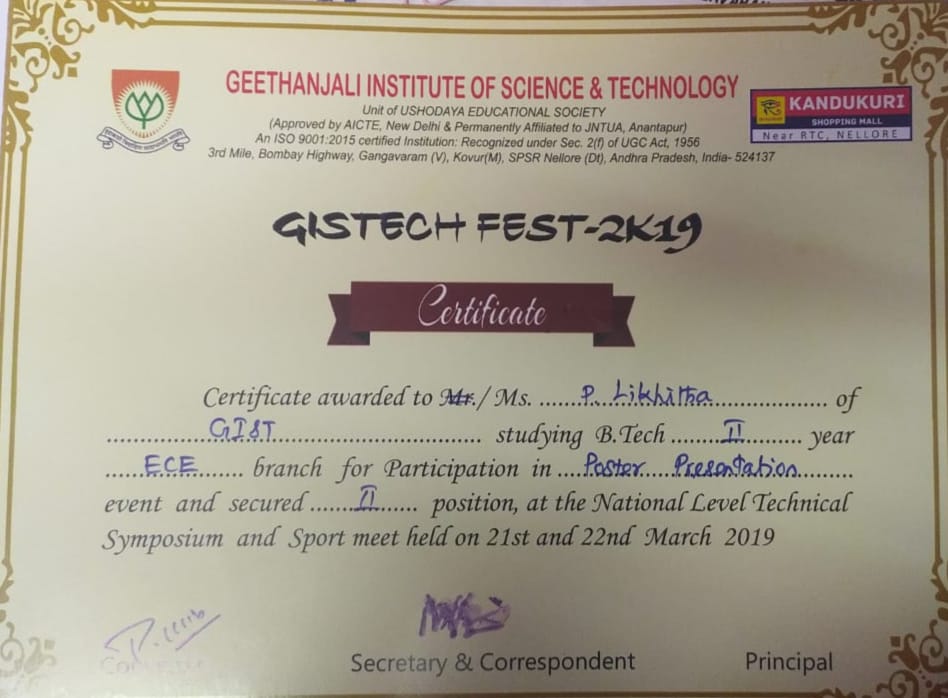 GEETHANJALI INSTITUTE OF SCIENCE & TECHNOLOGY
Unit of USHODAYA EDUCATIONAL SOCIETY
(Approved by AICTE, New Delhi & Permanently Affiliated to JNTUA, Anantapur)
An ISO 9001:2015 certified Institution: Recognized under Sec. 2(f) of UGC Act, 1956
3rd Mile, Bombay Highway, Gangavaram (V), Kovur(M), SPSR Nellore (Dt), Andhra Pradesh, India- 524137
KANDUKURI
SHOPPING MALL
Near RTC, NELLORE
GISTECH FEST-2K19
Certificate
Certificate awarded to Mr./ Ms. P. Likhitha of
GIST studying B.Tech II year
ECE branch for Participation in Poster Presentation
event and secured II position, at the National Level Technical
Symposium and Sport meet held on 21st and 22nd March 2019
Secretary & Correspondent
Principal